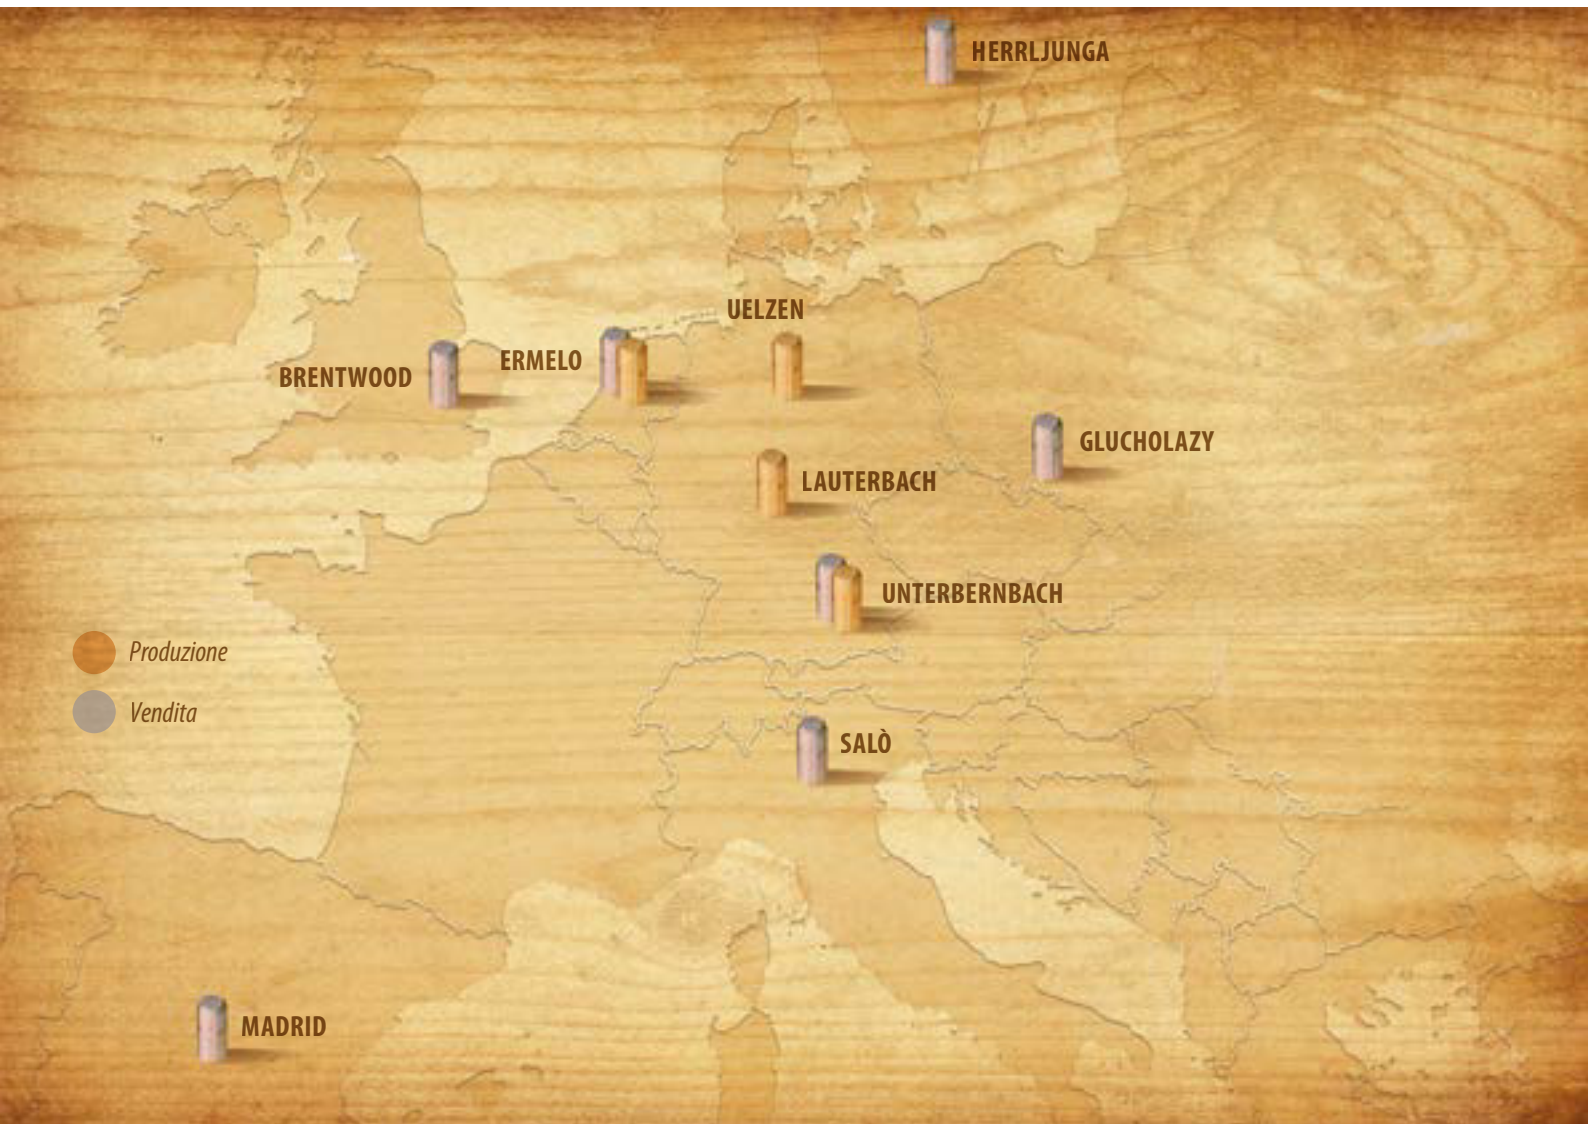 HERRLJUNGA
UELZEN
ERMELO
BRENTWOOD
GLUCHOLAZY
LAUTERBACH
UNTERBERNBACH
Produzione
Vendita
SALÒ
MADRID